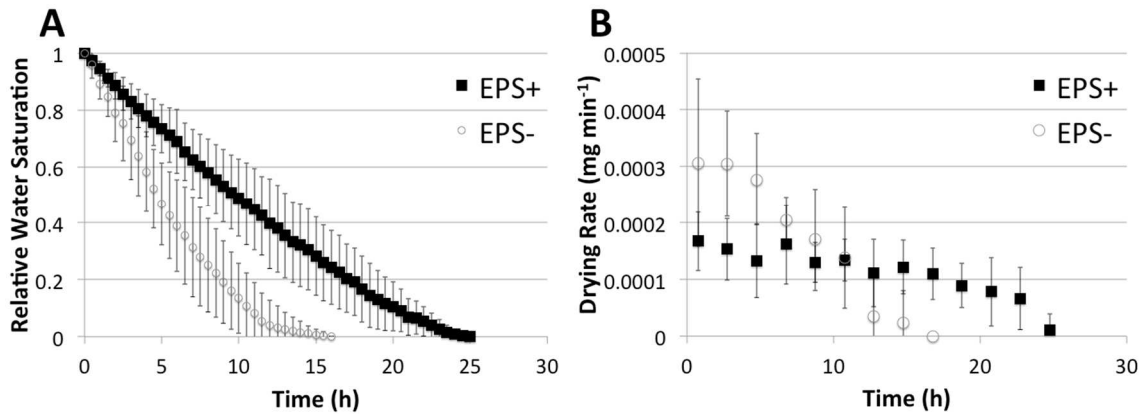 A
Relative Water Saturation
1
0.8
0.6
0.4
0.2
0
0 5 10 15 20 25 30
Time (h)
EPS+
EPS-
B
Drying Rate (mg min⁻¹)
0.0005
0.0004
0.0003
0.0002
0.0001
0
0 10 20 30
Time (h)
EPS+
EPS-